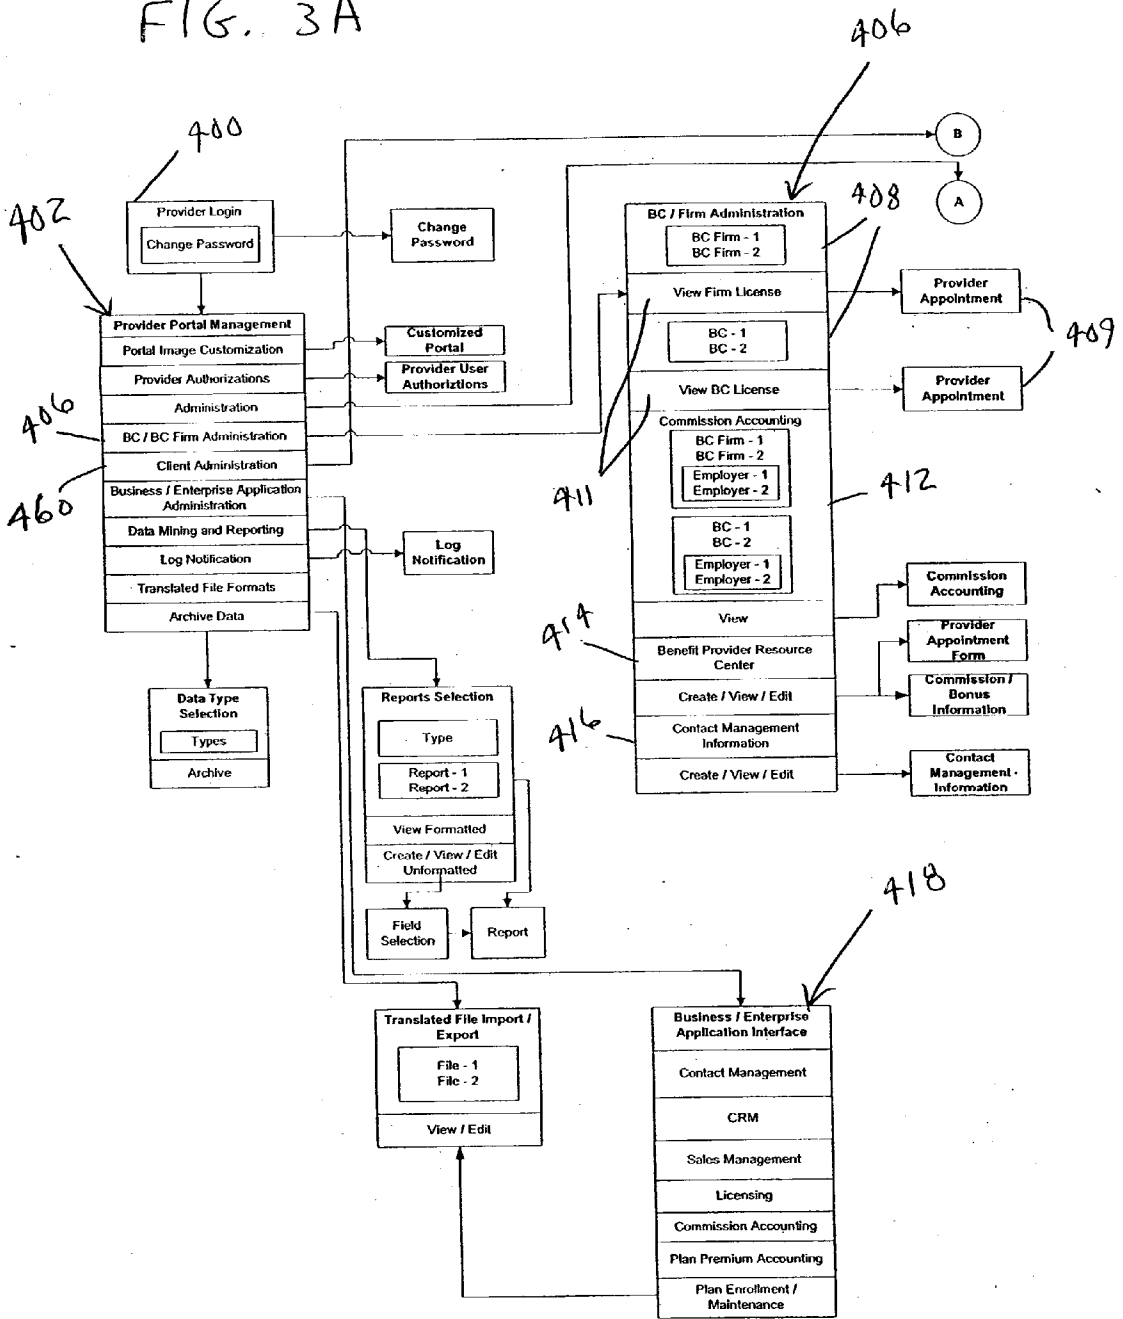 FIG. 3A
406
400
B
402
Provider Login
Change Password
Change
Password
A
408
BC / Firm Administration
BC Firm - 1
BC Firm - 2
View Firm License
Provider
Appointment
409
BC - 1
BC - 2
View BC License
Provider
Appointment
Provider Portal Management
Portal Image Customization
Customized
Portal
Provider Authorizations
Provider User
Authoriztions
406
Administration
BC / BC Firm Administration
460
Client Administration
Business / Enterprise Application
Administration
Data Mining and Reporting
Log Notification
Log
Notification
Translated File Formats
Archive Data
Commission Accounting
BC Firm - 1
BC Firm - 2
Employer - 1
Employer - 2
411
412
BC - 1
BC - 2
Employer - 1
Employer - 2
View
Commission
Accounting
414
Benefit Provider Resource
Center
Provider
Appointment
Form
Create / View / Edit
Commission /
Bonus
Information
416
Contact Management
Information
Create / View / Edit
Contact
Management -
Information
Data Type
Selection
Types
Archive
Reports Selection
Type
Report - 1
Report - 2
View Formatted
Create / View / Edit
Unformatted
Field
Selection
Report
418
Translated File Import /
Export
File - 1
File - 2
View / Edit
Business / Enterprise
Application Interface
Contact Management
CRM
Sales Management
Licensing
Commission Accounting
Plan Premium Accounting
Plan Enrollment /
Maintenance